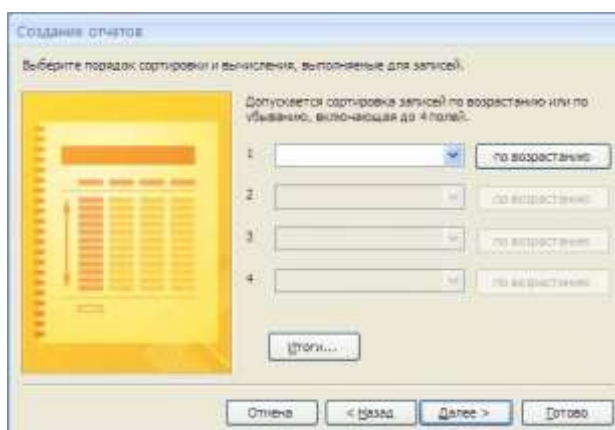 Создание отчетов
Выберите порядок сортировки и вычисления, выполняемые для записей.
Допускается сортировка записей по возрастанию или по
убыванию, включающая до 4 полей.
1 по возрастанию
2 по возрастанию
3 по возрастанию
4 по возрастанию
Итоги...
Отмена < Назад Далее > Готово